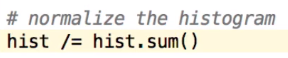 # normalize the histogram
hist /= hist.sum()